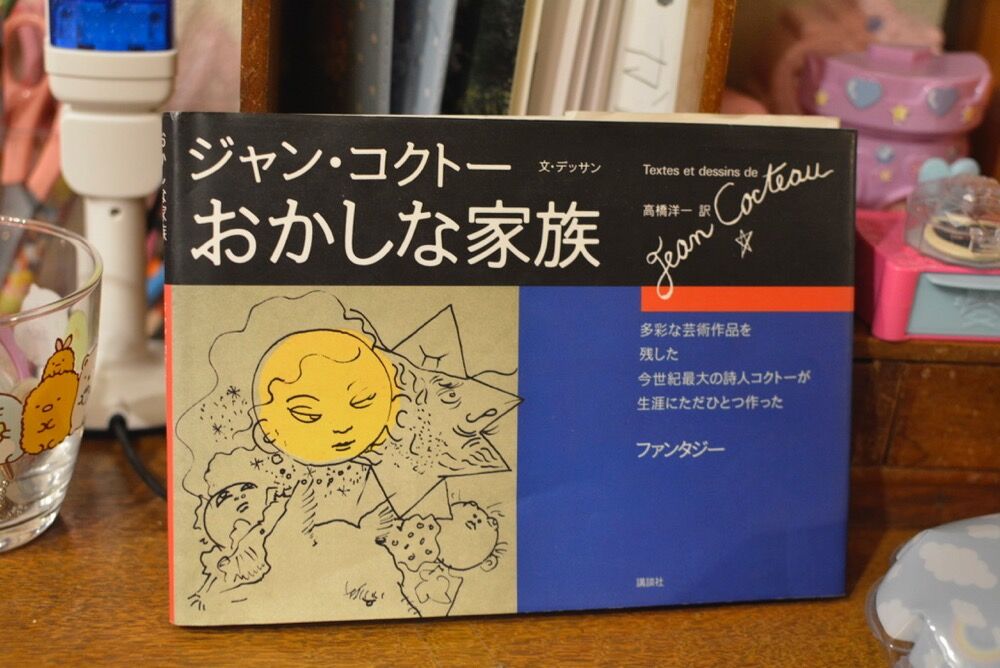 ジャン・コクトー
文・デッサン
おかしな家族
Textes et dessins de
Jean Cocteau
高橋洋一 訳
多彩な芸術作品を
残した
今世紀最大の詩人コクトーが
生涯にただひとつ作った
ファンタジー
講談社